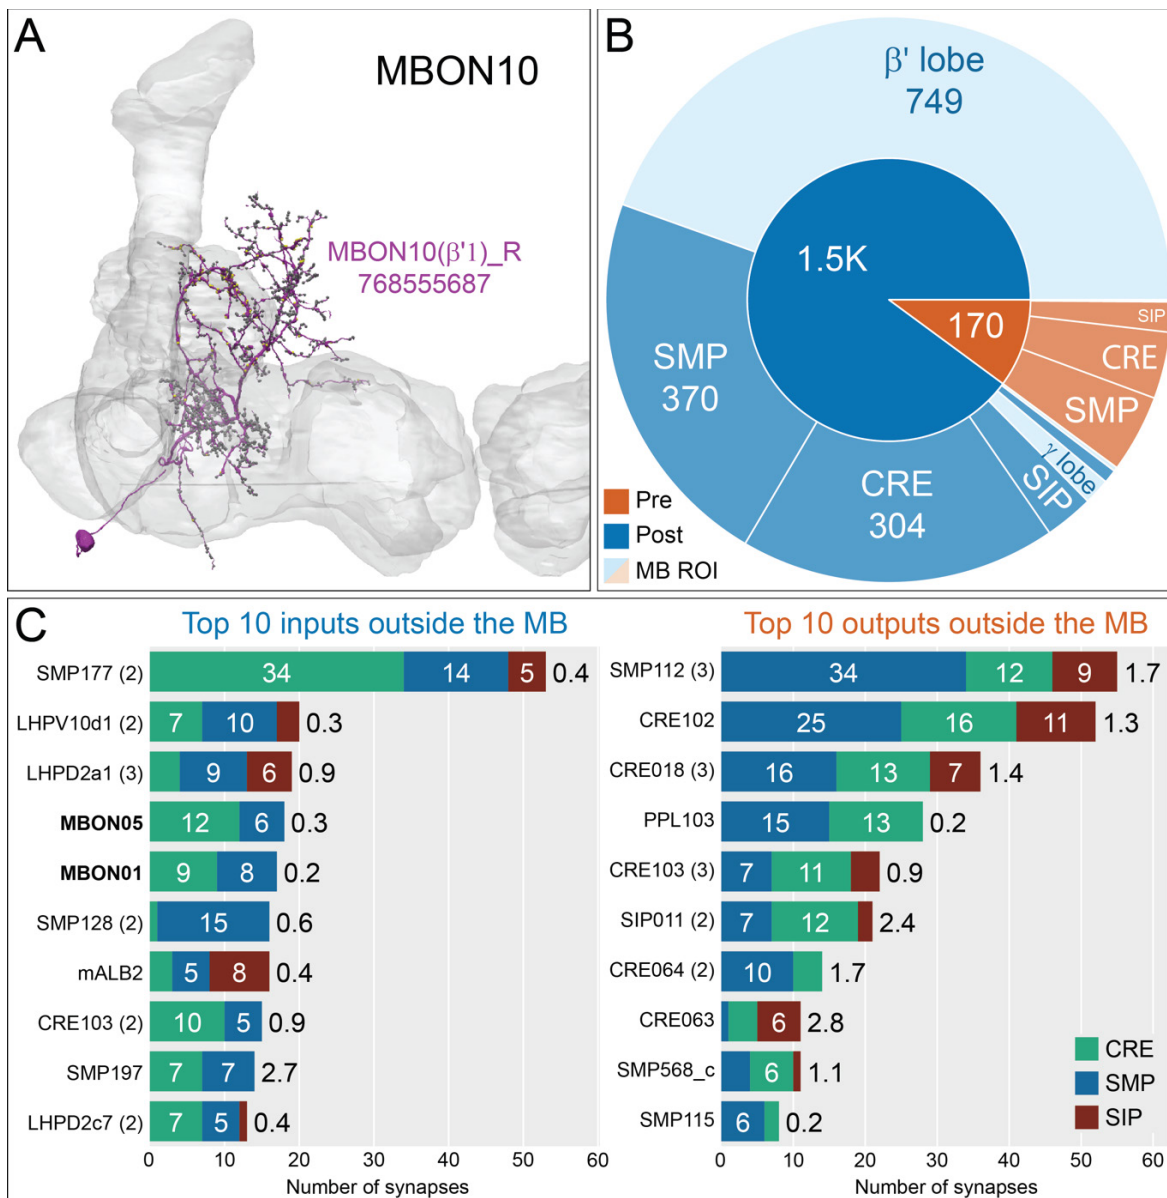 A
MBON10
MBON10(β'1)_R
768555687
B
β' lobe
749
1.5K
170
SIP
CRE
SMP
SMP
370
γ lobe
SIP
CRE
304
Pre
Post
MB ROI
C
Top 10 inputs outside the MB
SMP177 (2) 34 14 5 0.4
LHPV10d1 (2) 7 10 0.3
LHPD2a1 (3) 9 6 0.9
MBON05 12 6 0.3
MBON01 9 8 0.2
SMP128 (2) 15 0.6
mALB2 5 8 0.4
CRE103 (2) 10 5 0.9
SMP197 7 7 2.7
LHPD2c7 (2) 7 5 0.4
0 10 20 30 40 50 60
Number of synapses
Top 10 outputs outside the MB
SMP112 (3) 34 12 9 1.7
CRE102 25 16 11 1.3
CRE018 (3) 16 13 7 1.4
PPL103 15 13 0.2
CRE103 (3) 7 11 0.9
SIP011 (2) 7 12 2.4
CRE064 (2) 10 1.7
CRE063 6 2.8
SMP568_c 6 1.1
SMP115 6 0.2
CRE
SMP
SIP
0 10 20 30 40 50 60
Number of synapses